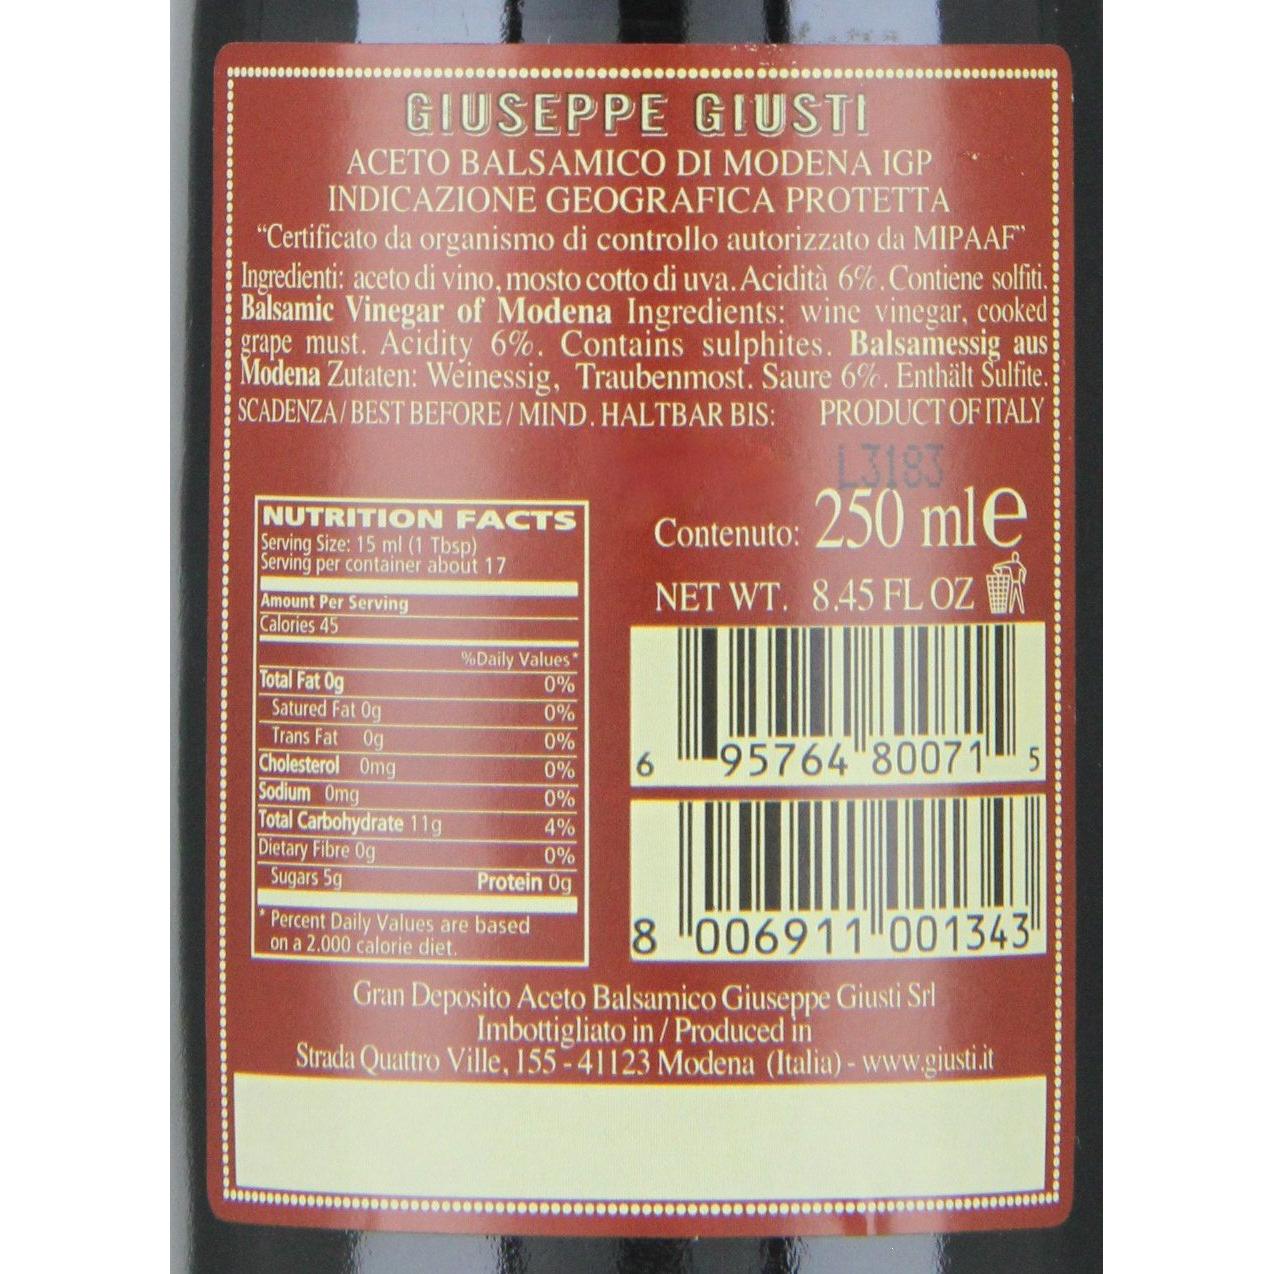 GIUSEPPE GIUSTI
ACETO BALSAMICO DI MODENA IGP
INDICAZIONE GEOGRAFICA PROTETTA
“Certificato da organismo di controllo autorizzato da MIPAAF”
Ingredienti: aceto di vino, mosto cotto di uva. Acidità 6%. Contiene solfiti.
Balsamic Vinegar of Modena Ingredients: wine vinegar, cooked
grape must. Acidity 6%. Contains sulphites. Balsamessig aus
Modena Zutaten: Weinessig, Traubenmost. Saure 6%. Enthält Sulfite.
SCADENZA / BEST BEFORE / MIND. HALTBAR BIS: PRODUCT OF ITALY
L3183
NUTRITION FACTS
Serving Size: 15 ml (1 Tbsp)
Serving per container about 17
Amount Per Serving
Calories 45
%Daily Values*
Total Fat 0g 0%
Satured Fat 0g 0%
Trans Fat 0g 0%
Cholesterol 0mg 0%
Sodium 0mg 0%
Total Carbohydrate 11g 4%
Dietary Fibre 0g 0%
Sugars 5g Protein 0g
* Percent Daily Values are based
on a 2.000 calorie diet.
Contenuto: 250 ml e
NET WT. 8.45 FL OZ
6 95764 80071 5
8 006911 001343
Gran Deposito Aceto Balsamico Giuseppe Giusti Srl
Imbottigliato in / Produced in
Strada Quattro Ville, 155 - 41123 Modena (Italia) - www.giusti.it